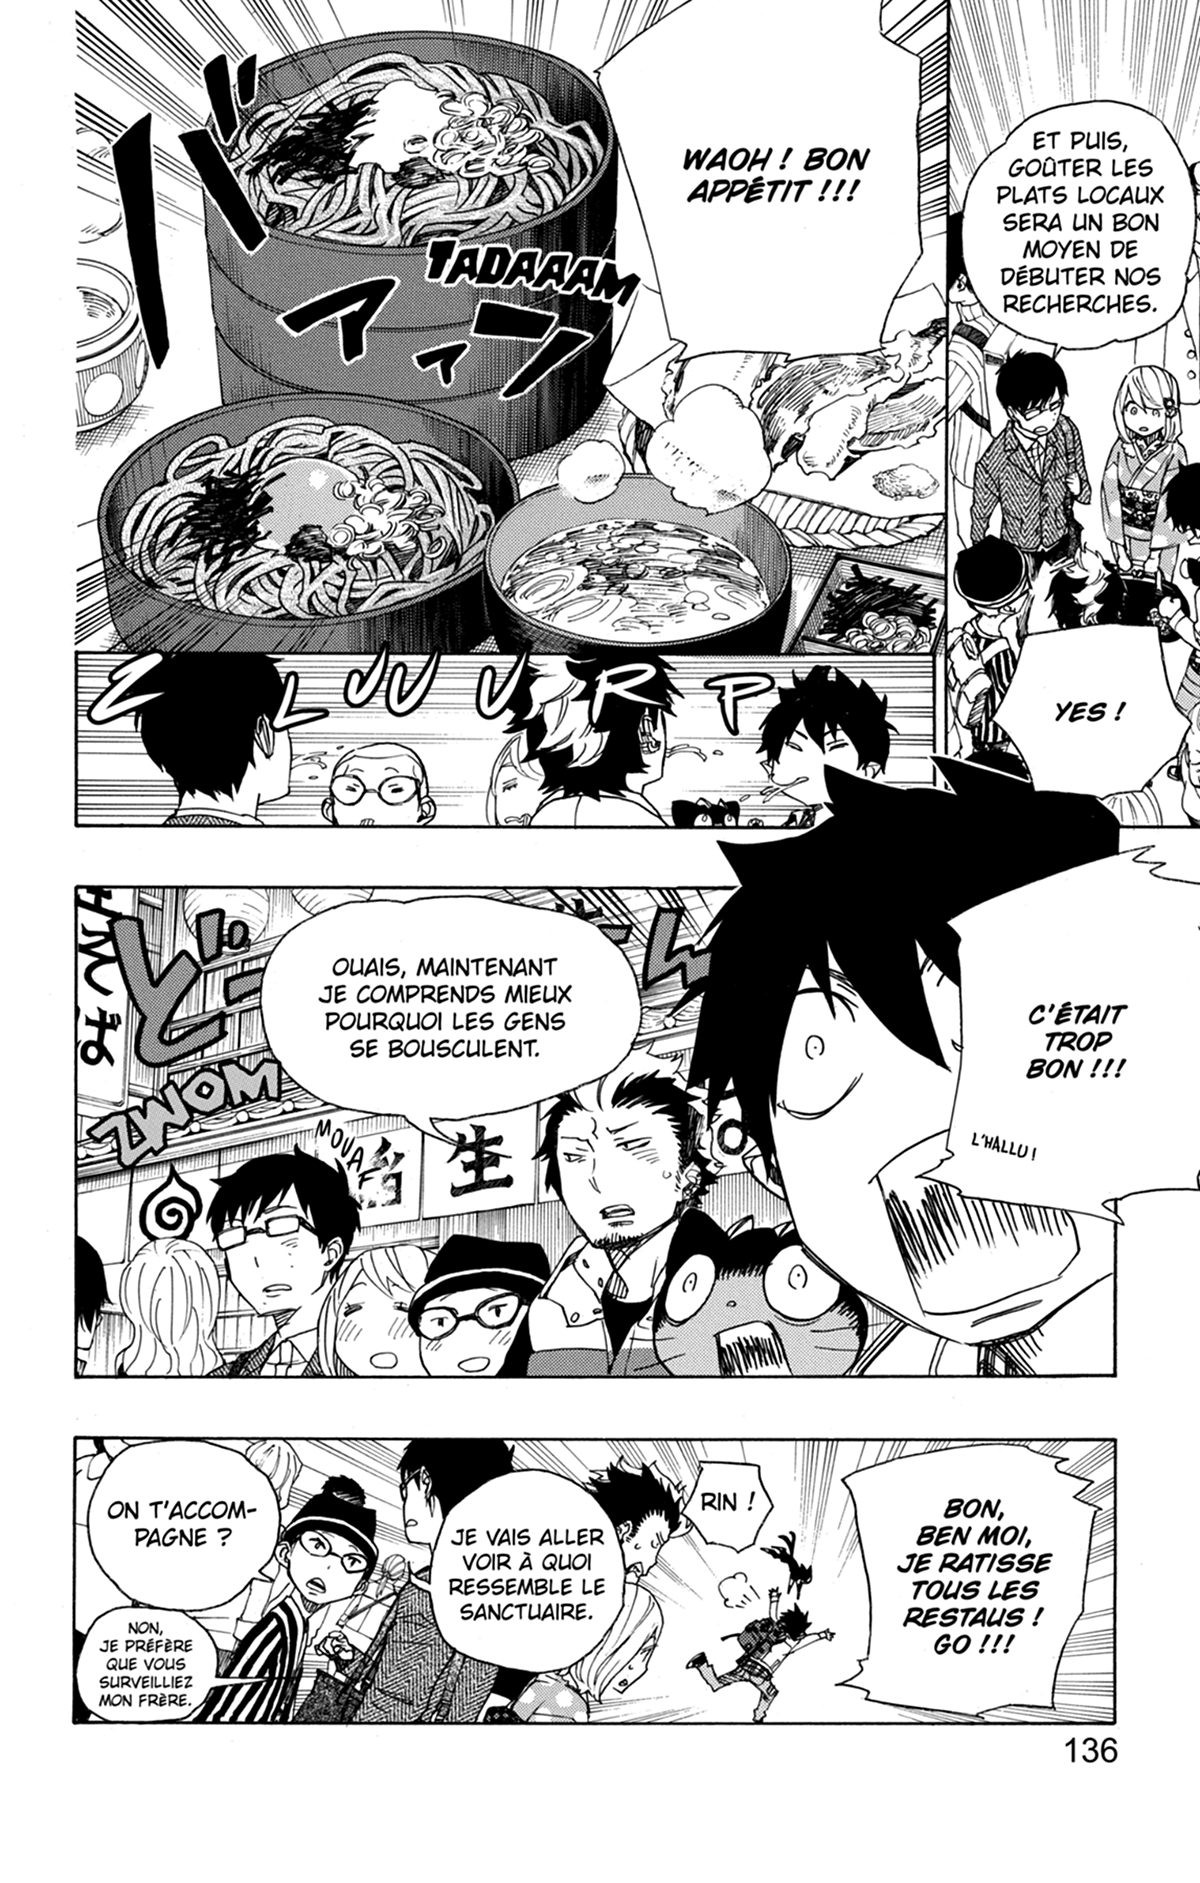 ET PUIS,
GOÛTER LES
PLATS LOCAUX
SERA UN BON
MOYEN DE
DÉBUTER NOS
RECHERCHES.
YES !
WAOH ! BON
APPÉTIT !!!
バァーン
TADAAAAM
ZLUUURP
C'ÉTAIT
TROP
BON !!!
L'HALLU !
OUAIS, MAINTENANT
JE COMPRENDS MIEUX
POURQUOI LES GENS
SE BOUSCULENT.
ZWOM
MOUAF
生
BON,
BEN MOI,
JE RATISSE
TOUS LES
RESTAUS !
GO !!!
RIN !
JE VAIS ALLER
VOIR À QUOI
RESSEMBLE LE
SANCTUAIRE.
ON T'ACCOM-
PAGNE ?
NON,
JE PRÉFÈRE
QUE VOUS
SURVEILLIEZ
MON FRÈRE.
136